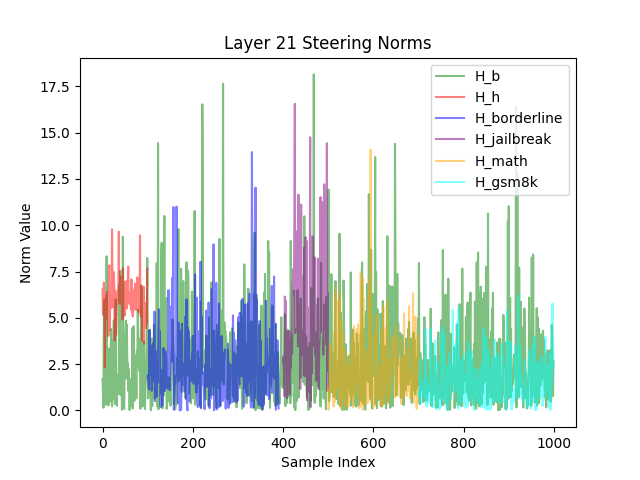 Layer 21 Steering Norms
H_b
H_h
H_borderline
H_jailbreak
H_math
H_gsm8k
Norm Value
17.5
15.0
12.5
10.0
7.5
5.0
2.5
0.0
0
200
400
600
800
1000
Sample Index